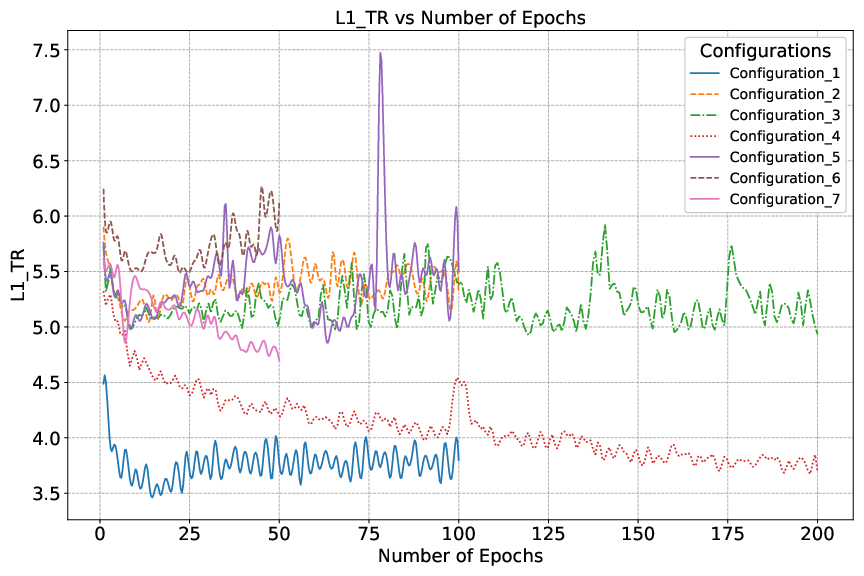 L1_TR vs Number of Epochs
7.5
7.0
6.5
6.0
5.5
5.0
4.5
4.0
3.5
L1_TR
Configurations
Configuration_1
Configuration_2
Configuration_3
Configuration_4
Configuration_5
Configuration_6
Configuration_7
0 25 50 75 100 125 150 175 200
Number of Epochs